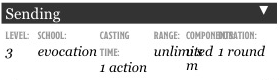 Sending ▼
LEVEL: SCHOOL: CASTING TIME: RANGE: COMPONENTS: DURATION:
3 evocation 1 action unlimited v s m 1 round